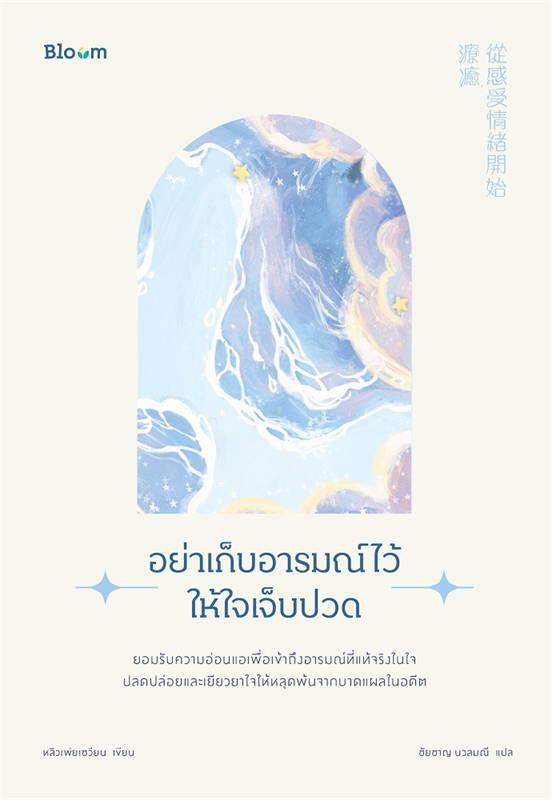 Bloom
從感受情緒開始
療癒
อย่าเก็บอารมณ์ไว้
ให้ใจเจ็บปวด
ยอมรับความอ่อนแอเพื่อเข้าถึงอารมณ์ที่แท้จริงในใจ
ปลดปล่อยและเยียวยาใจให้หลุดพ้นจากบาดแผลในอดีต
หลิวเพ่ยเซวียน เขียน
ชัยชาญ นวลมณี แปล